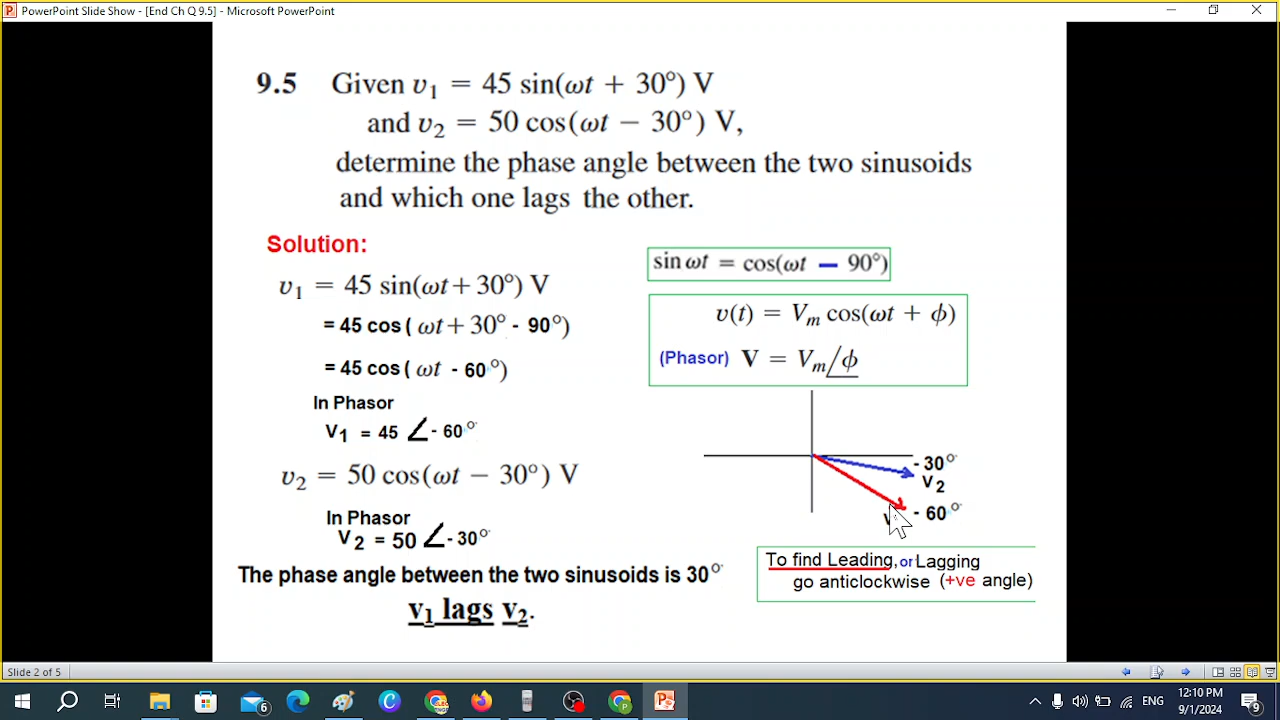 PowerPoint Slide Show - [End Ch Q 9.5] - Microsoft PowerPoint
9.5 Given v₁ = 45 sin(ωt + 30°) V
and v₂ = 50 cos(ωt − 30°) V,
determine the phase angle between the two sinusoids
and which one lags the other.
Solution:
v₁ = 45 sin(ωt + 30°) V
= 45 cos ( ωt + 30° - 90°)
= 45 cos ( ωt - 60°)
In Phasor
V₁ = 45 ∠- 60°
v₂ = 50 cos(ωt − 30°) V
In Phasor
V₂ = 50 ∠- 30°
The phase angle between the two sinusoids is 30°
v₁ lags v₂.
sin ωt = cos(ωt − 90°)
v(t) = Vₘ cos(ωt + ϕ)
(Phasor) V = Vₘ/ϕ
- 30°
V₂
- 60°
To find Leading, or Lagging
go anticlockwise (+ve angle)
Slide 2 of 5
6
ENG
12:10 PM
9/1/2024
9